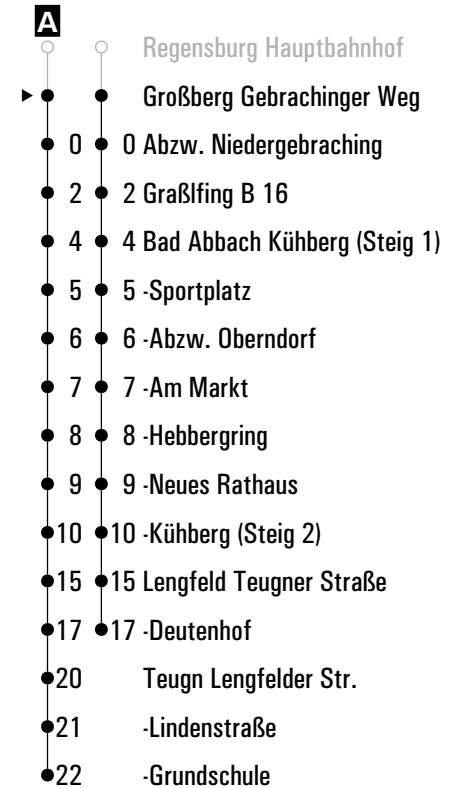 A
Regensburg Hauptbahnhof
Großberg Gebrachinger Weg
0 0 Abzw. Niedergebraching
2 2 Graßlfing B 16
4 4 Bad Abbach Kühberg (Steig 1)
5 5 -Sportplatz
6 6 -Abzw. Oberndorf
7 7 -Am Markt
8 8 -Hebbergring
9 9 -Neues Rathaus
10 10 -Kühberg (Steig 2)
15 15 Lengfeld Teugner Straße
17 17 -Deutenhof
20 Teugn Lengfelder Str.
21 -Lindenstraße
22 -Grundschule